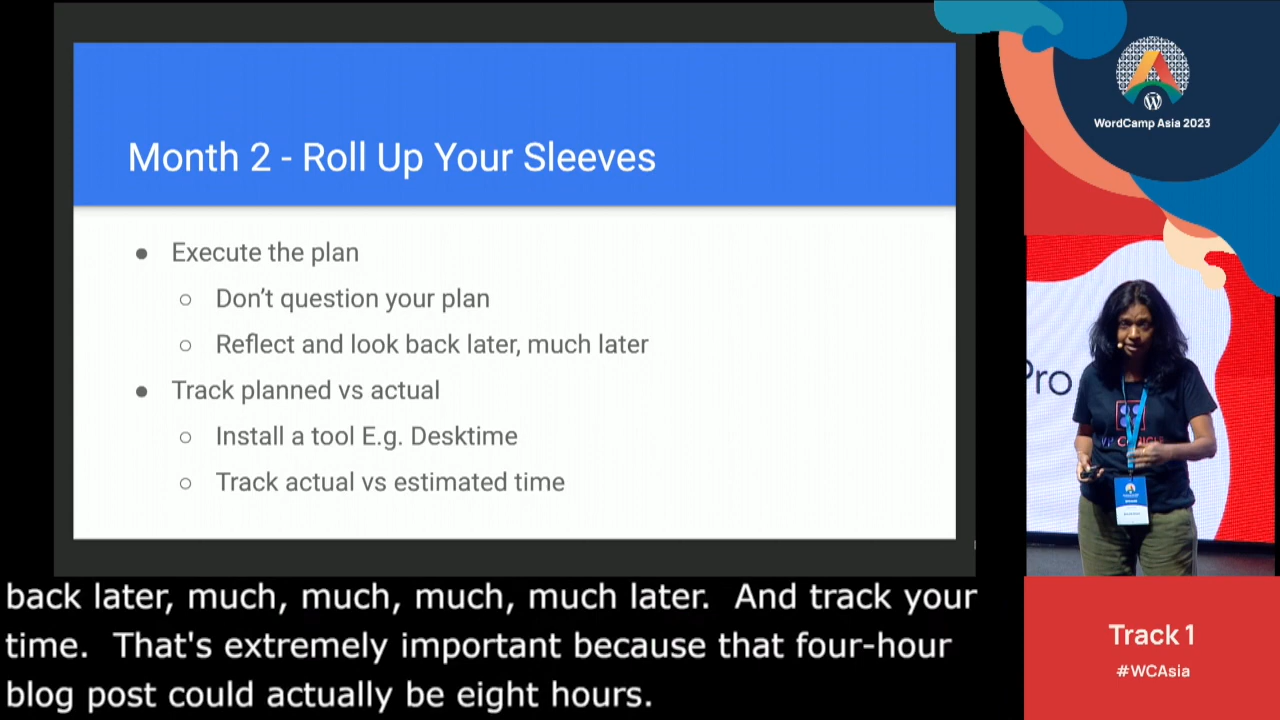 Month 2 - Roll Up Your Sleeves
● Execute the plan
○ Don’t question your plan
○ Reflect and look back later, much later
● Track planned vs actual
○ Install a tool E.g. Desktime
○ Track actual vs estimated time
WordCamp Asia 2023
Pro
back later, much, much, much, much later.  And track your
time.  That's extremely important because that four-hour
blog post could actually be eight hours.
Track 1
#WCAsia